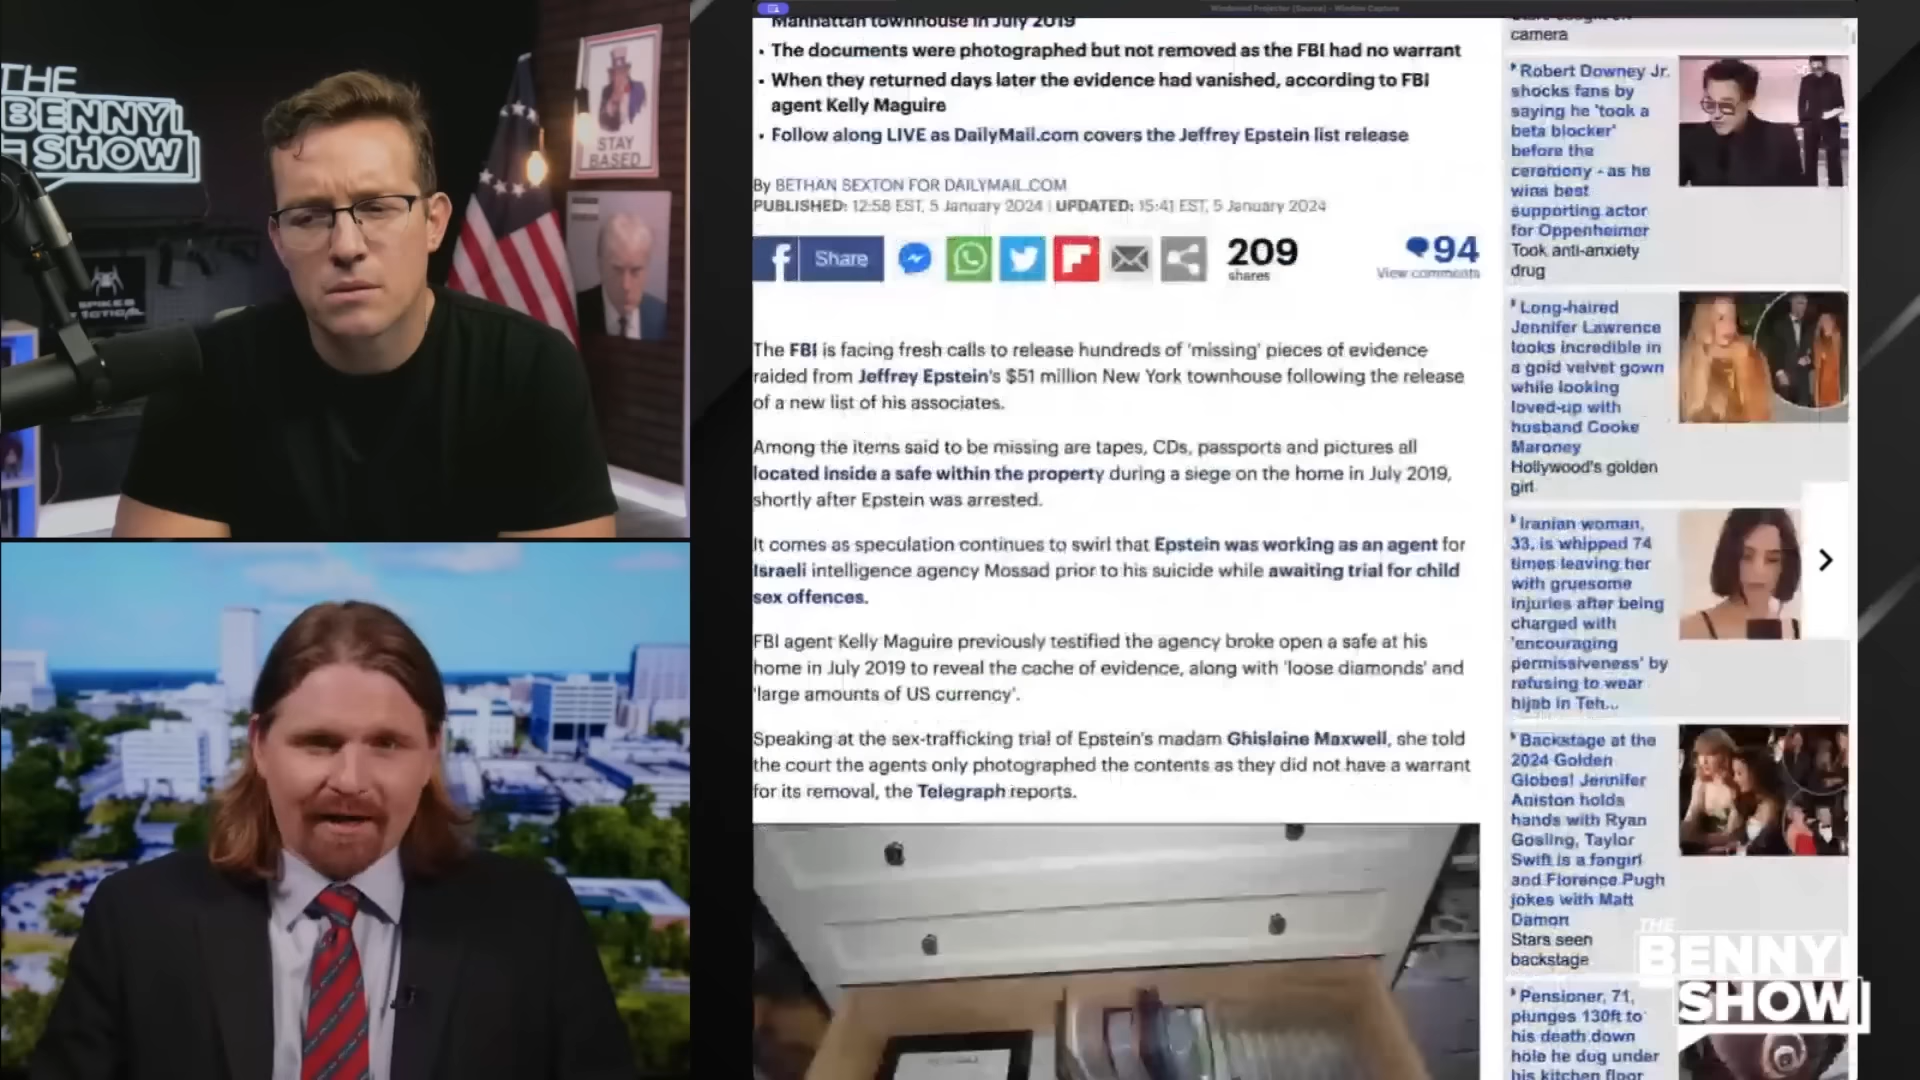 THE
BENNY
SHOW
STAY
BASED
SPIKES
TACTICAL
Windowed Projector (Source) - Window Capture
Manhattan townhouse in July 2019
• The documents were photographed but not removed as the FBI had no warrant
• When they returned days later the evidence had vanished, according to FBI
agent Kelly Maguire
• Follow along LIVE as DailyMail.com covers the Jeffrey Epstein list release
By BETHAN SEXTON FOR DAILYMAIL.COM
PUBLISHED: 12:58 EST, 5 January 2024 | UPDATED: 15:41 EST, 5 January 2024
Share
209
shares
94
View comments
The FBI is facing fresh calls to release hundreds of 'missing' pieces of evidence
raided from Jeffrey Epstein's $51 million New York townhouse following the release
of a new list of his associates.
Among the items said to be missing are tapes, CDs, passports and pictures all
located inside a safe within the property during a siege on the home in July 2019,
shortly after Epstein was arrested.
It comes as speculation continues to swirl that Epstein was working as an agent for
Israeli intelligence agency Mossad prior to his suicide while awaiting trial for child
sex offences.
FBI agent Kelly Maguire previously testified the agency broke open a safe at his
home in July 2019 to reveal the cache of evidence, along with 'loose diamonds' and
'large amounts of US currency'.
Speaking at the sex-trafficking trial of Epstein's madam Ghislaine Maxwell, she told
the court the agents only photographed the contents as they did not have a warrant
for its removal, the Telegraph reports.
camera
Robert Downey Jr.
shocks fans by
saying he 'took a
beta blocker'
before the
ceremony - as he
wins best
supporting actor
for Oppenheimer
Took anti-anxiety
drug
Long-haired
Jennifer Lawrence
looks incredible in
a gold velvet gown
while looking
loved-up with
husband Cooke
Maroney
Hollywood's golden
girl
Iranian woman,
33, is whipped 74
times leaving her
with gruesome
injuries after being
charged with
'encouraging
permissiveness' by
refusing to wear
hijab in Teh...
Backstage at the
2024 Golden
Globes! Jennifer
Aniston holds
hands with Ryan
Gosling, Taylor
Swift is a fangirl
and Florence Pugh
jokes with Matt
Damon
Stars seen
backstage
Pensioner, 71,
plunges 130ft to
his death down
hole he dug under
his kitchen floor
THE
BENNY
SHOW